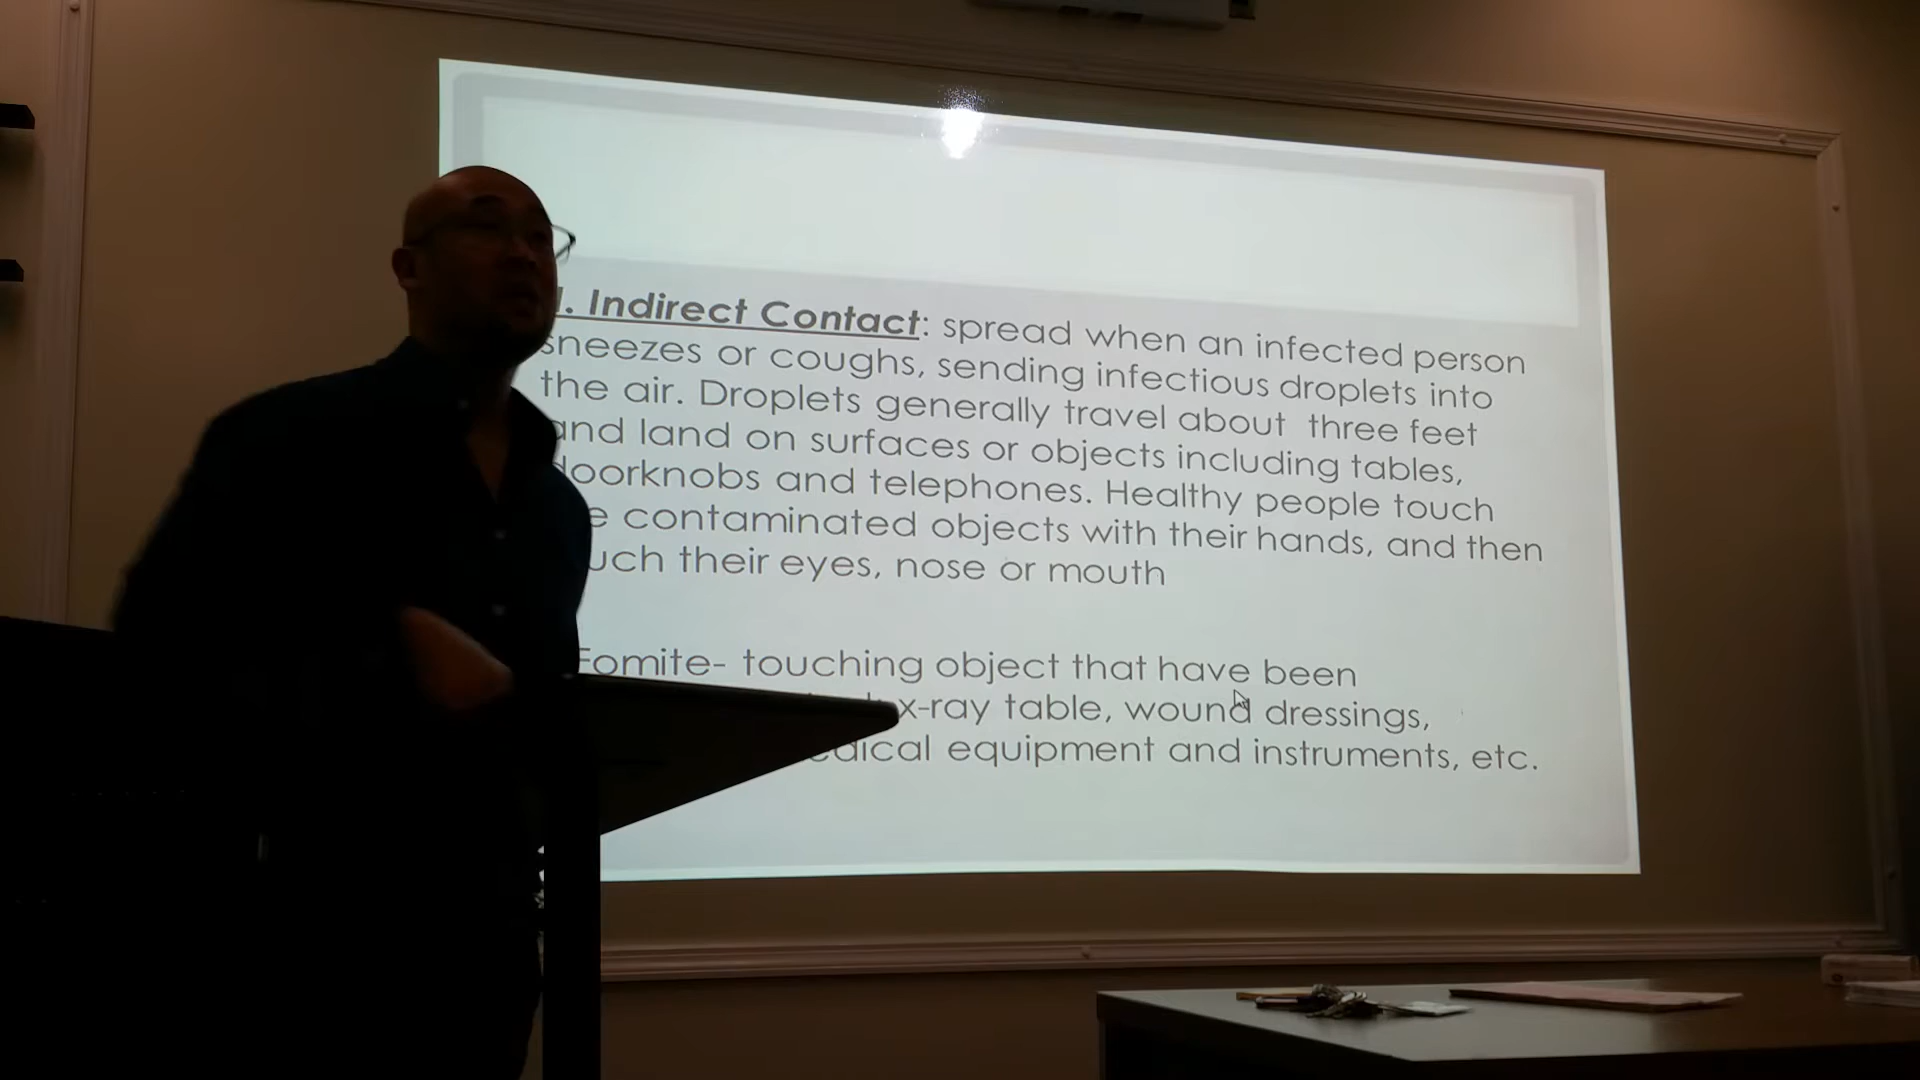 . Indirect Contact: spread when an infected person
sneezes or coughs, sending infectious droplets into
the air. Droplets generally travel about three feet
and land on surfaces or objects including tables,
doorknobs and telephones. Healthy people touch
contaminated objects with their hands, and then
their eyes, nose or mouth
Fomite- touching object that have been
x-ray table, wound dressings,
equipment and instruments, etc.